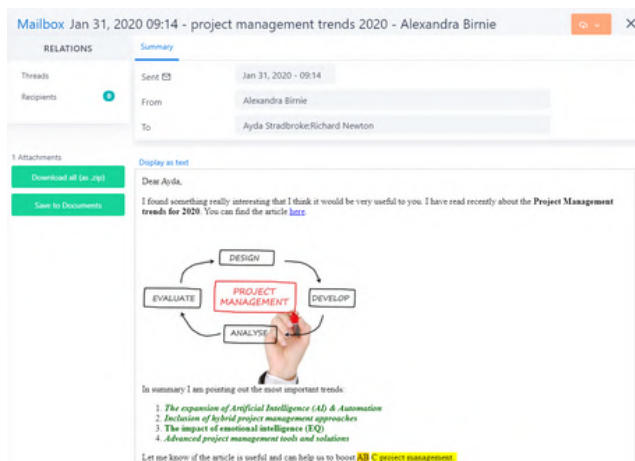 Mailbox Jan 31, 2020 09:14 - project management trends 2020 - Alexandra Birnie
RELATIONS
Threads
Recipients 0
1 Attachments
Download all (as .zip)
Save to Documents
Summary
Sent
Jan 31, 2020 - 09:14
From
Alexandra Birnie
To
Ayda Stradbroke;Richard Newton
Display as text
Dear Ayda,
I found something really interesting that I think it would be very useful to you. I have read recently about the Project Management
trends for 2020. You can find the article here.
DESIGN
EVALUATE
PROJECT
MANAGEMENT
DEVELOP
ANALYSE
In summary I am pointing out the most important trends:
1. The expansion of Artificial Intelligence (AI) & Automation
2. Inclusion of hybrid project management approaches
3. The impact of emotional intelligence (EQ)
4. Advanced project management tools and solutions
Let me know if the article is useful and can help us to boost AB C project management.